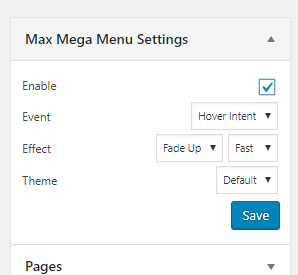 Max Mega Menu Settings
Enable
Event Hover Intent
Effect Fade Up Fast
Theme Default
Save
Pages